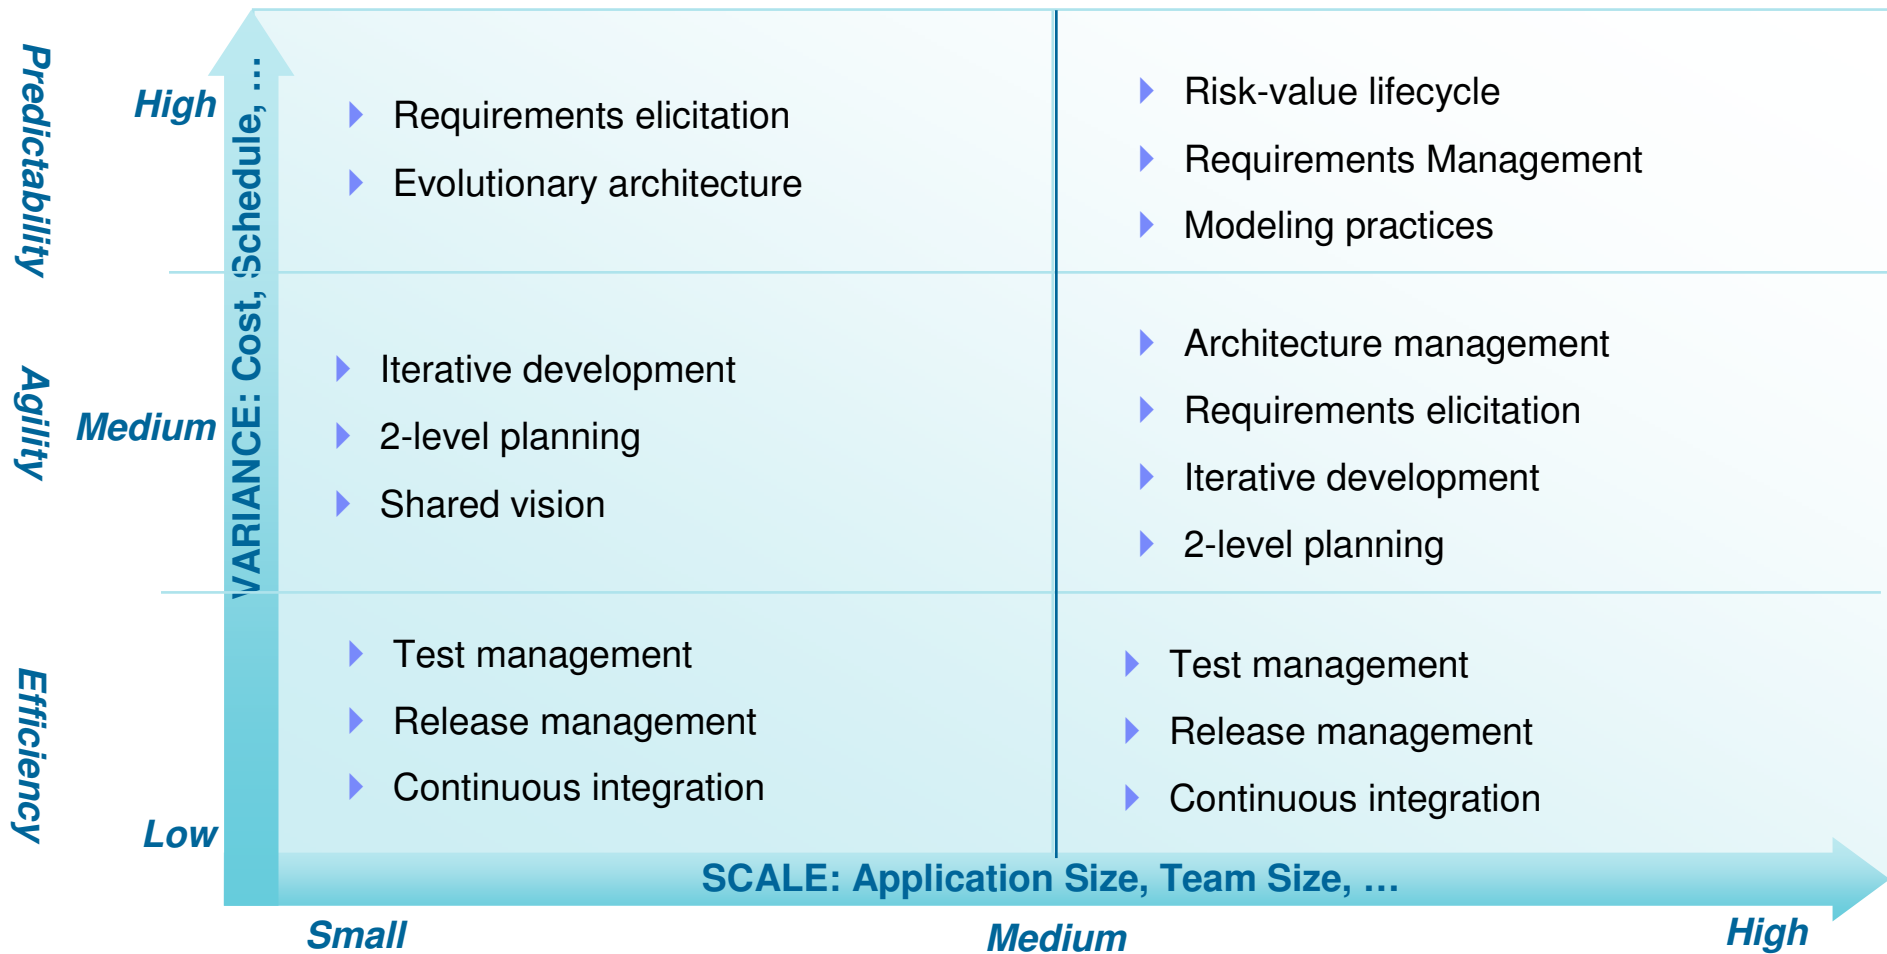 Predictability
High
Requirements elicitation
Evolutionary architecture
Risk-value lifecycle
Requirements Management
Modeling practices
VARIANCE: Cost, Schedule, …
Agility
Medium
Iterative development
2-level planning
Shared vision
Architecture management
Requirements elicitation
Iterative development
2-level planning
Efficiency
Low
Test management
Release management
Continuous integration
Test management
Release management
Continuous integration
SCALE: Application Size, Team Size, …
Small
Medium
High